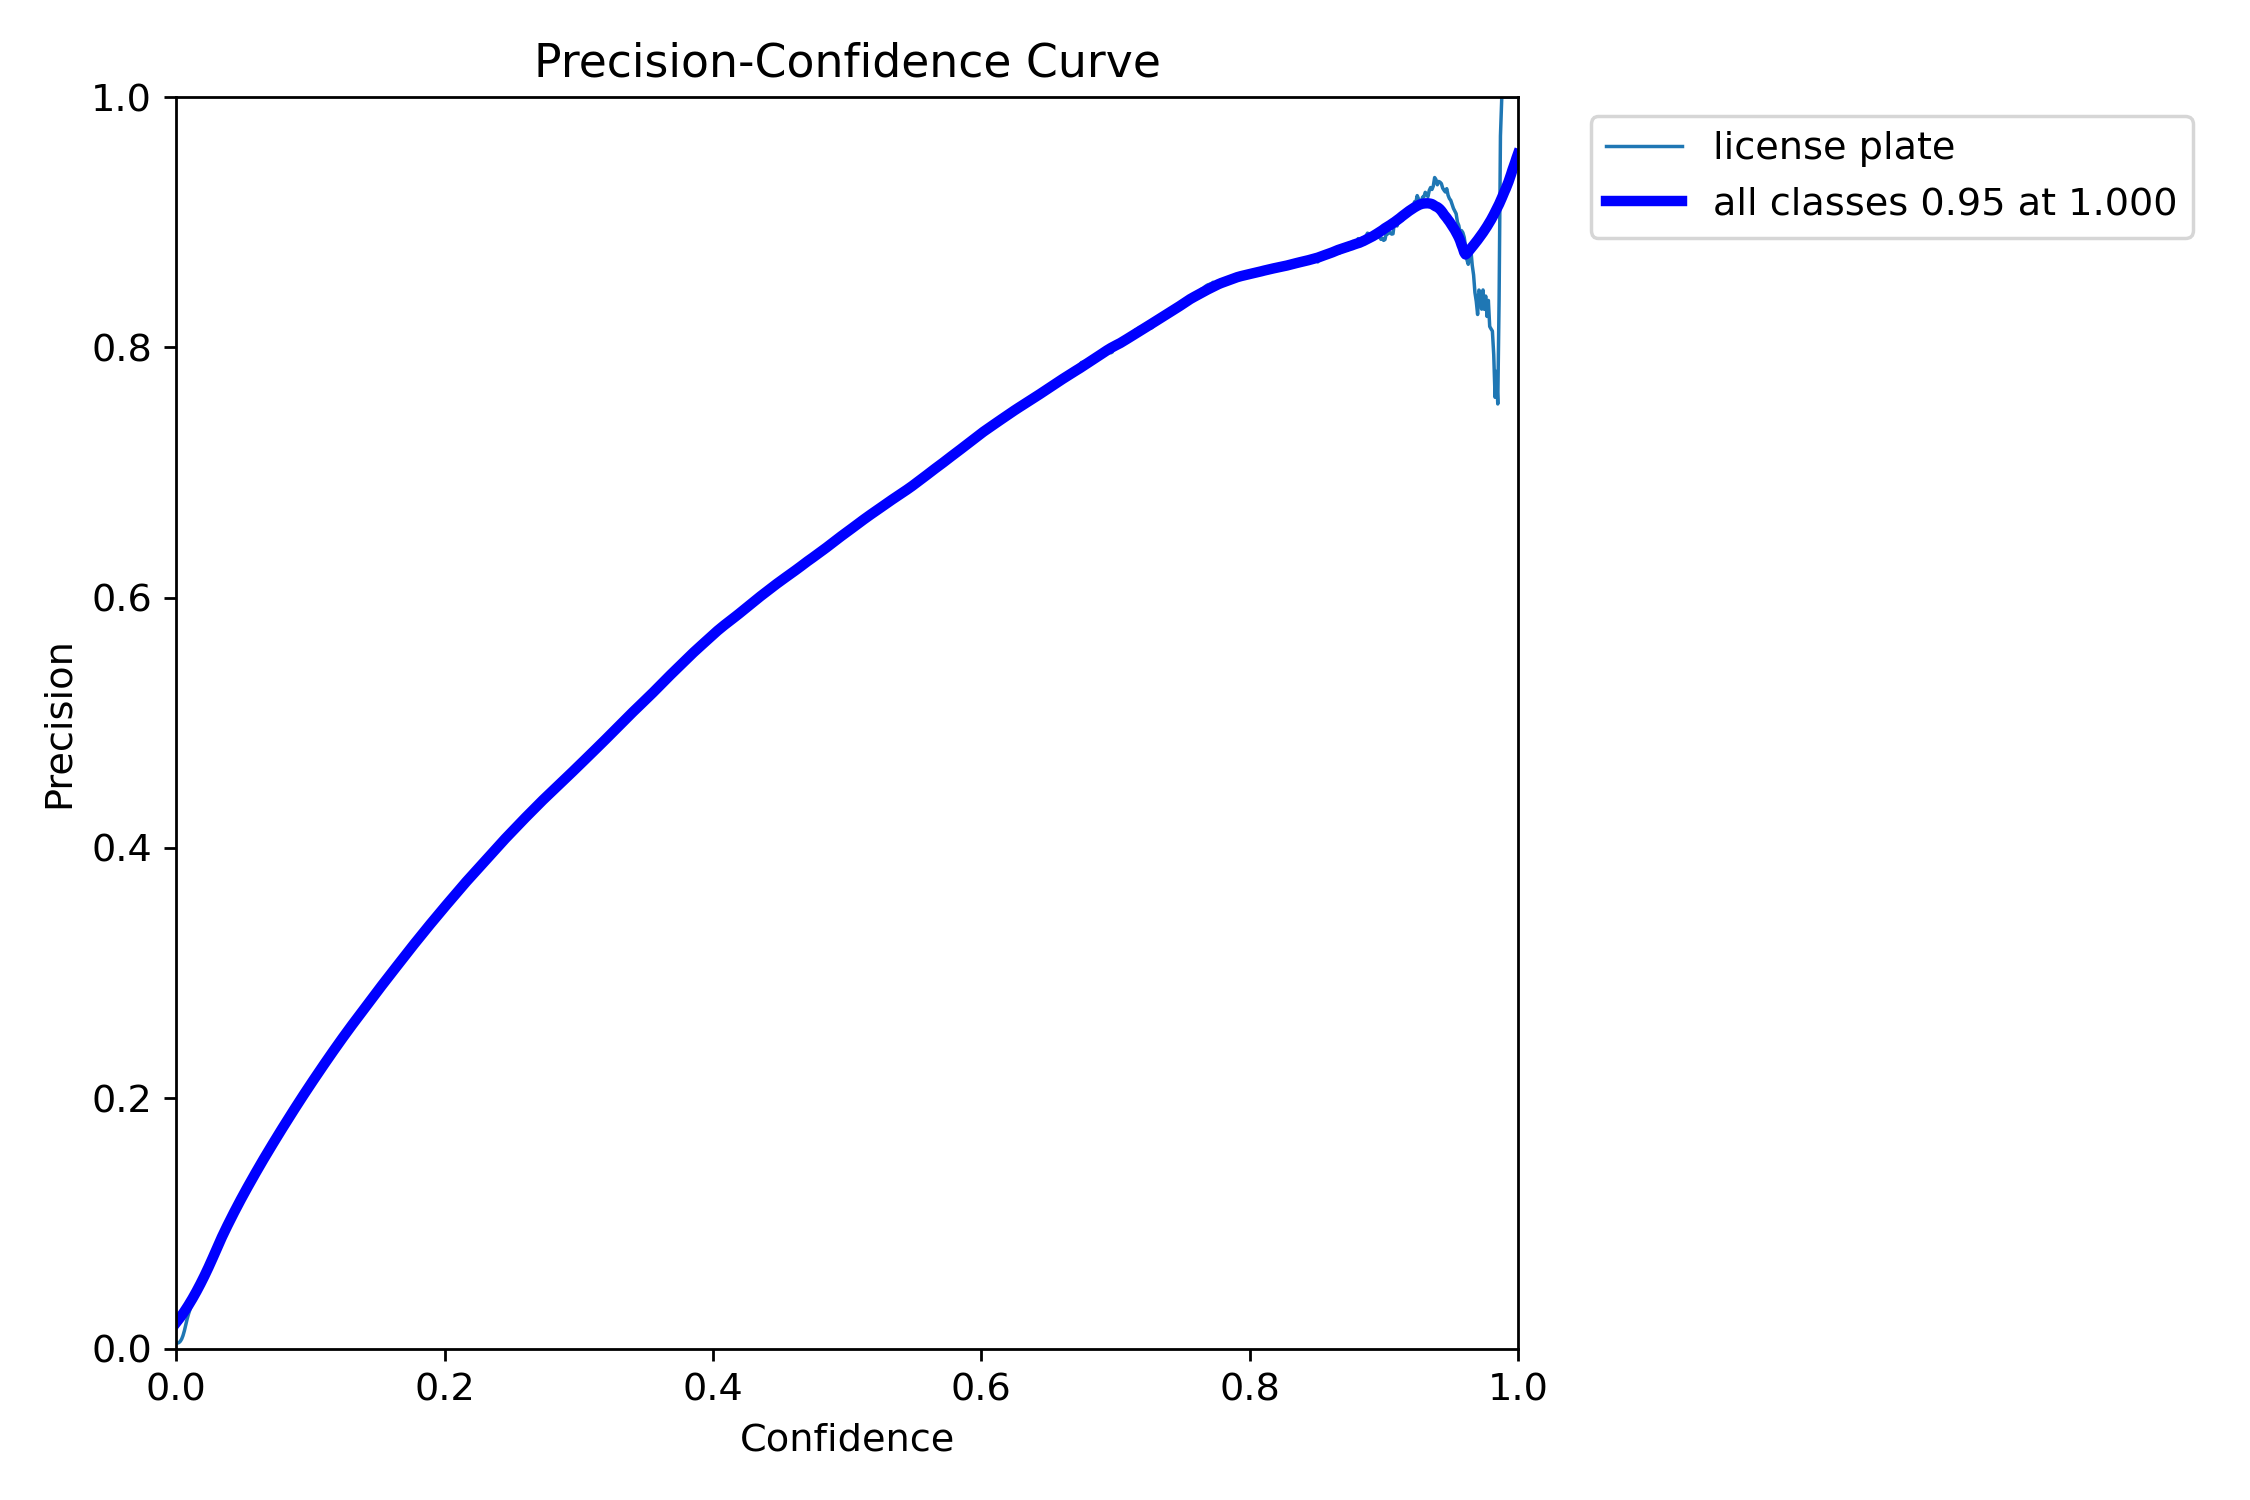 Precision-Confidence Curve
license plate
all classes 0.95 at 1.000
1.0
0.8
0.6
0.4
0.2
0.0
Precision
0.0 0.2 0.4 0.6 0.8 1.0
Confidence